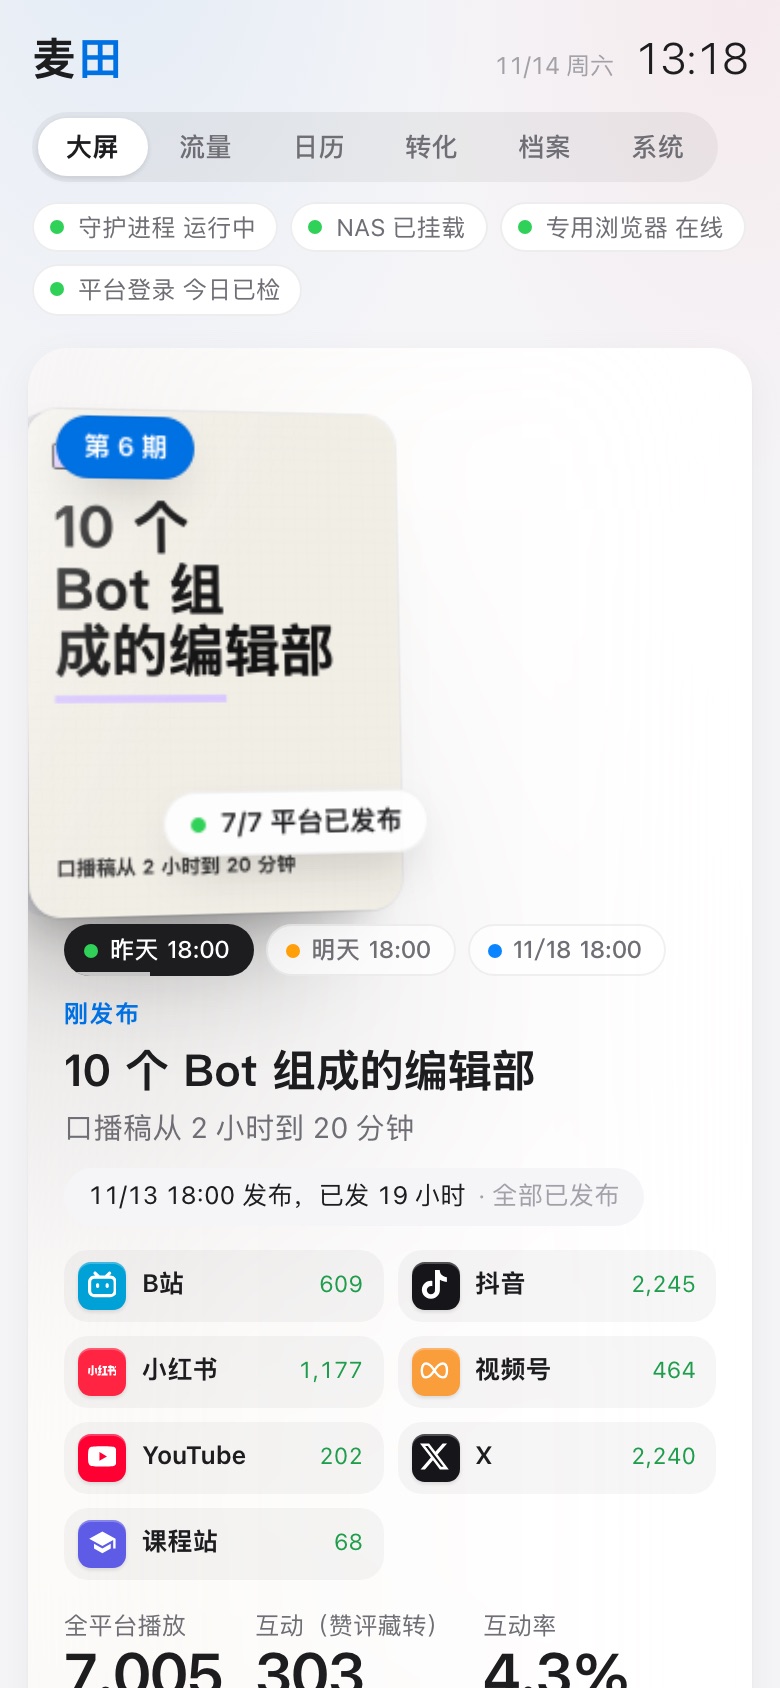 麦田
11/14 周六 13:18
大屏 流量 日历 转化 档案 系统
守护进程 运行中 NAS 已挂载 专用浏览器 在线
平台登录 今日已检
第 6 期
10 个
Bot 组
成的编辑部
7/7 平台已发布
口播稿从 2 小时到 20 分钟
昨天 18:00 明天 18:00 11/18 18:00
刚发布
10 个 Bot 组成的编辑部
口播稿从 2 小时到 20 分钟
11/13 18:00 发布，已发 19 小时 · 全部已发布
B站 609 抖音 2,245
小红书 小红书 1,177 视频号 464
YouTube 202 X 2,240
课程站 68
全平台播放 互动（赞评藏转） 互动率
7,005 303 4.3%